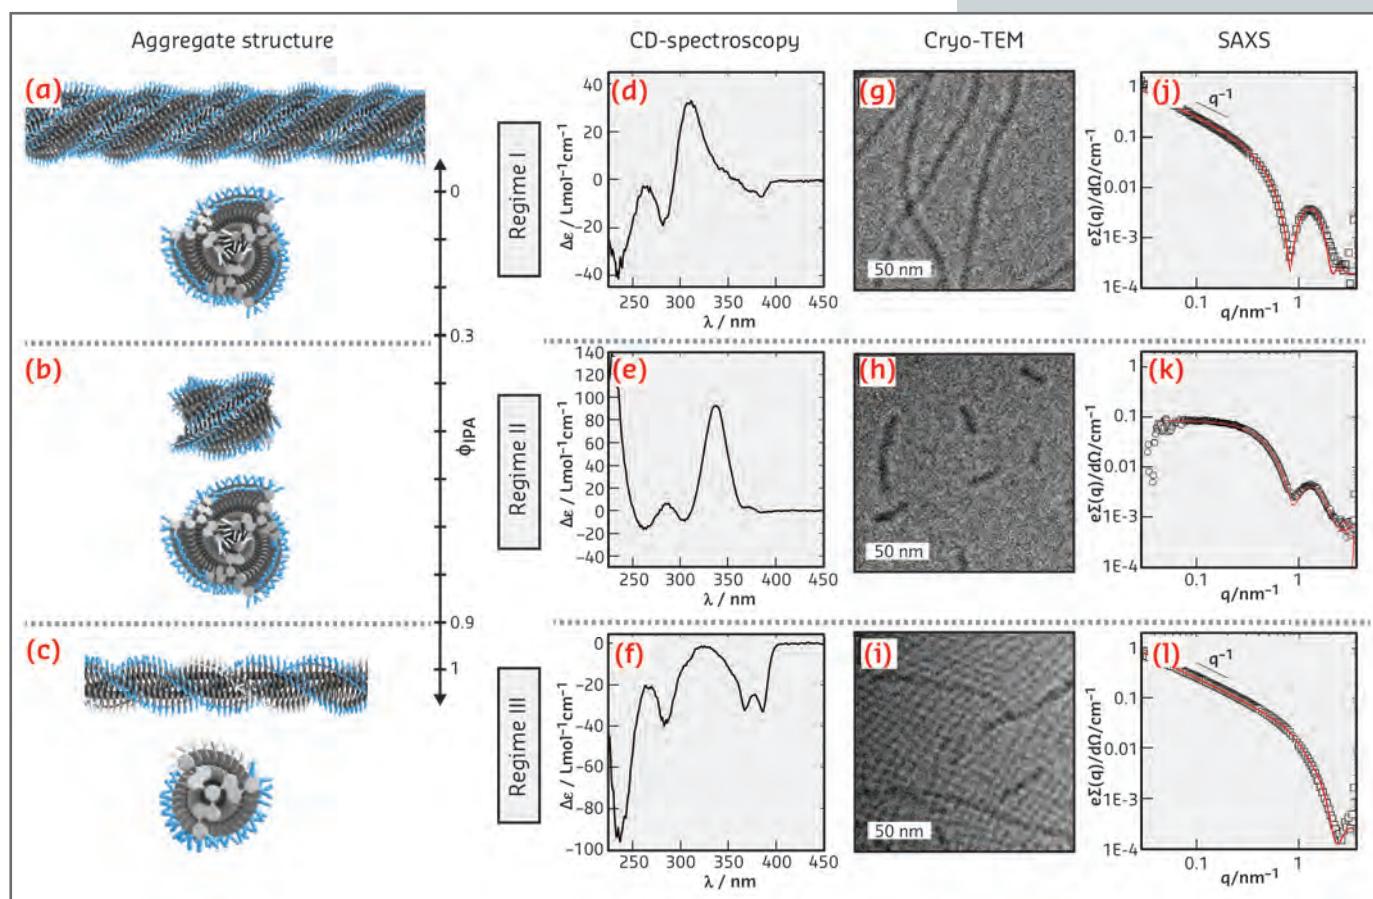 Aggregate structure
CD-spectroscopy
Cryo-TEM
SAXS
(a)
0
0.3
Regime I
(d)
40
20
0
−20
−40
Δε / Lmol⁻¹cm⁻¹
250 300 350 400 450
λ / nm
(g)
50 nm
(j)
q⁻¹
1
0.1
0.01
1E-3
1E-4
eΣ(q)/dΩ/cm⁻¹
0.1 1
q/nm⁻¹
(b)
ϕIPA
0.9
Regime II
(e)
140
120
100
80
60
40
20
0
−20
−40
Δε / Lmol⁻¹cm⁻¹
250 300 350 400 450
λ / nm
(h)
50 nm
(k)
1
0.1
0.01
1E-3
1E-4
eΣ(q)/dΩ/cm⁻¹
0.1 1
q/nm⁻¹
(c)
1
Regime III
(f)
0
−20
−40
−60
−80
−100
Δε / Lmol⁻¹cm⁻¹
250 300 350 400 450
λ / nm
(i)
50 nm
(l)
q⁻¹
1
0.1
0.01
1E-3
1E-4
eΣ(q)/dΩ/cm⁻¹
0.1 1
q/nm⁻¹